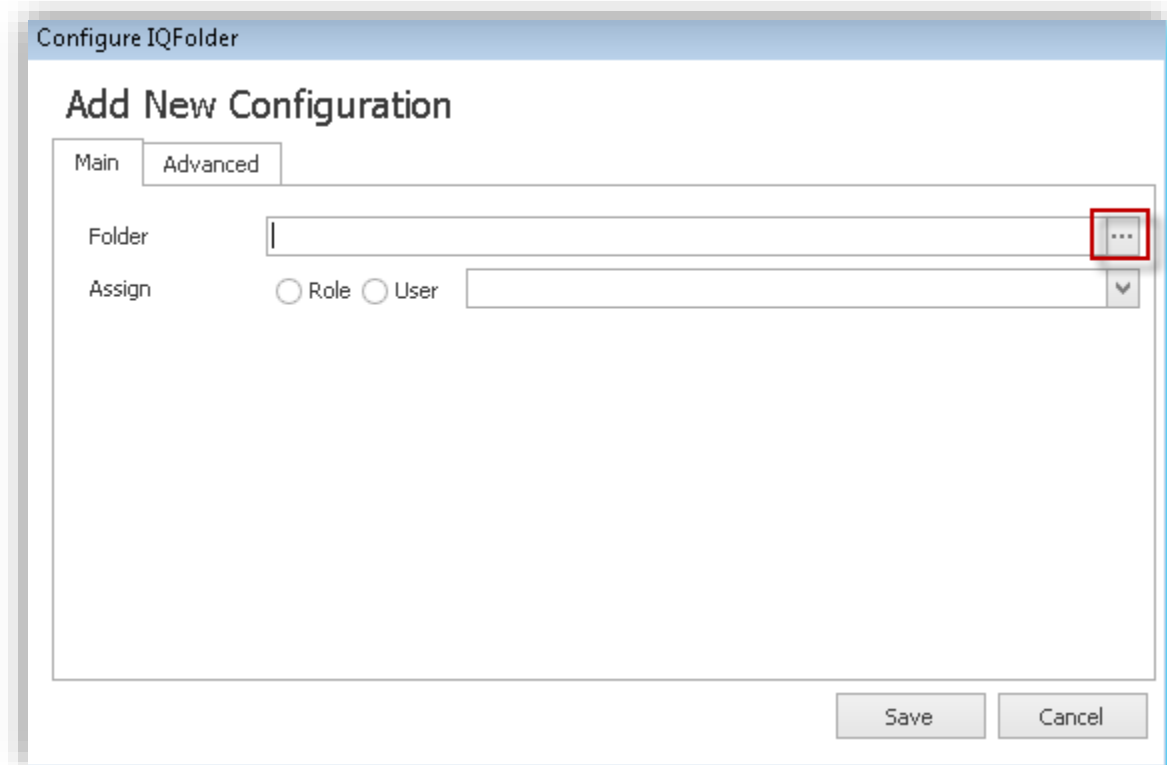 Configure IQFolder
Add New Configuration
Main Advanced
Folder ...
Assign Role User
Save Cancel